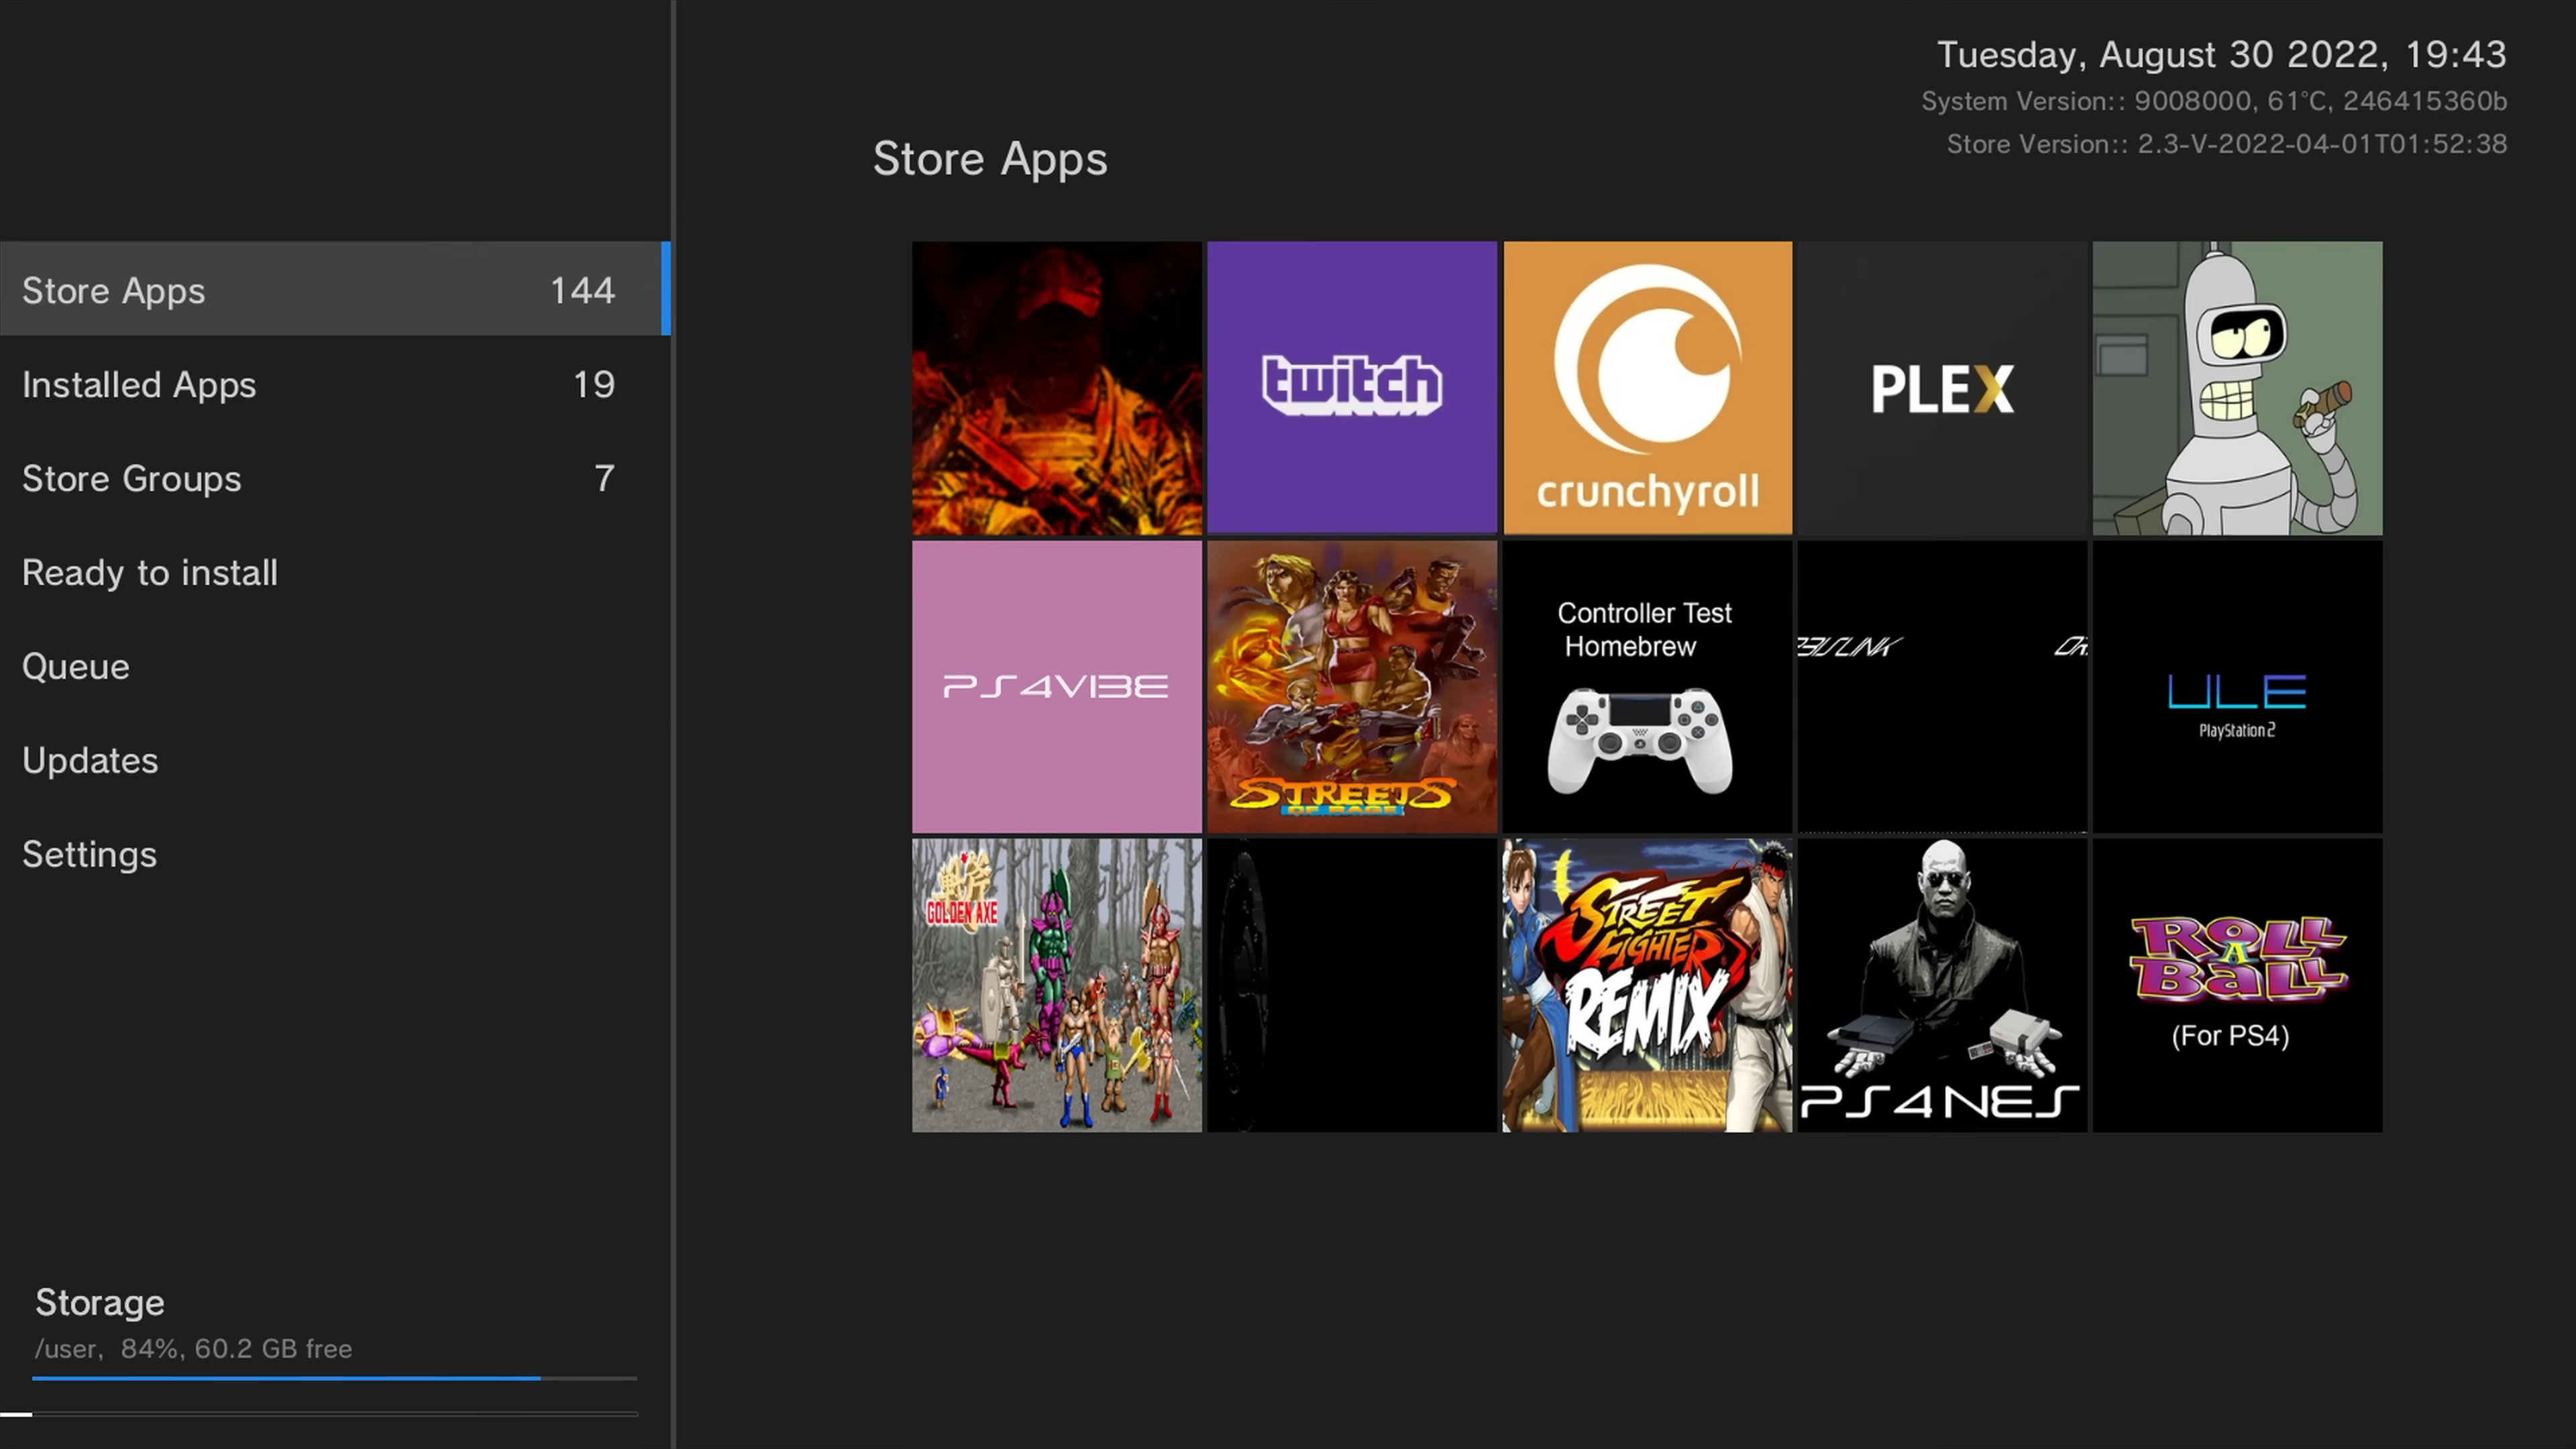 Tuesday, August 30 2022, 19:43
System Version:: 9008000, 61°C, 246415360b
Store Version:: 2.3-V-2022-04-01T01:52:38
Store Apps
Store Apps 144
Installed Apps 19
Store Groups 7
Ready to install
Queue
Updates
Settings
twitch
crunchyroll
PLEX
PS4VIBE
STREETS
OF RAGE
Controller Test
Homebrew
ULE
PlayStation 2
GOLDEN AXE
STREET
FIGHTER
REMIX
PS4NES
ROLL
A
BALL
(For PS4)
Storage
/user, 84%, 60.2 GB free